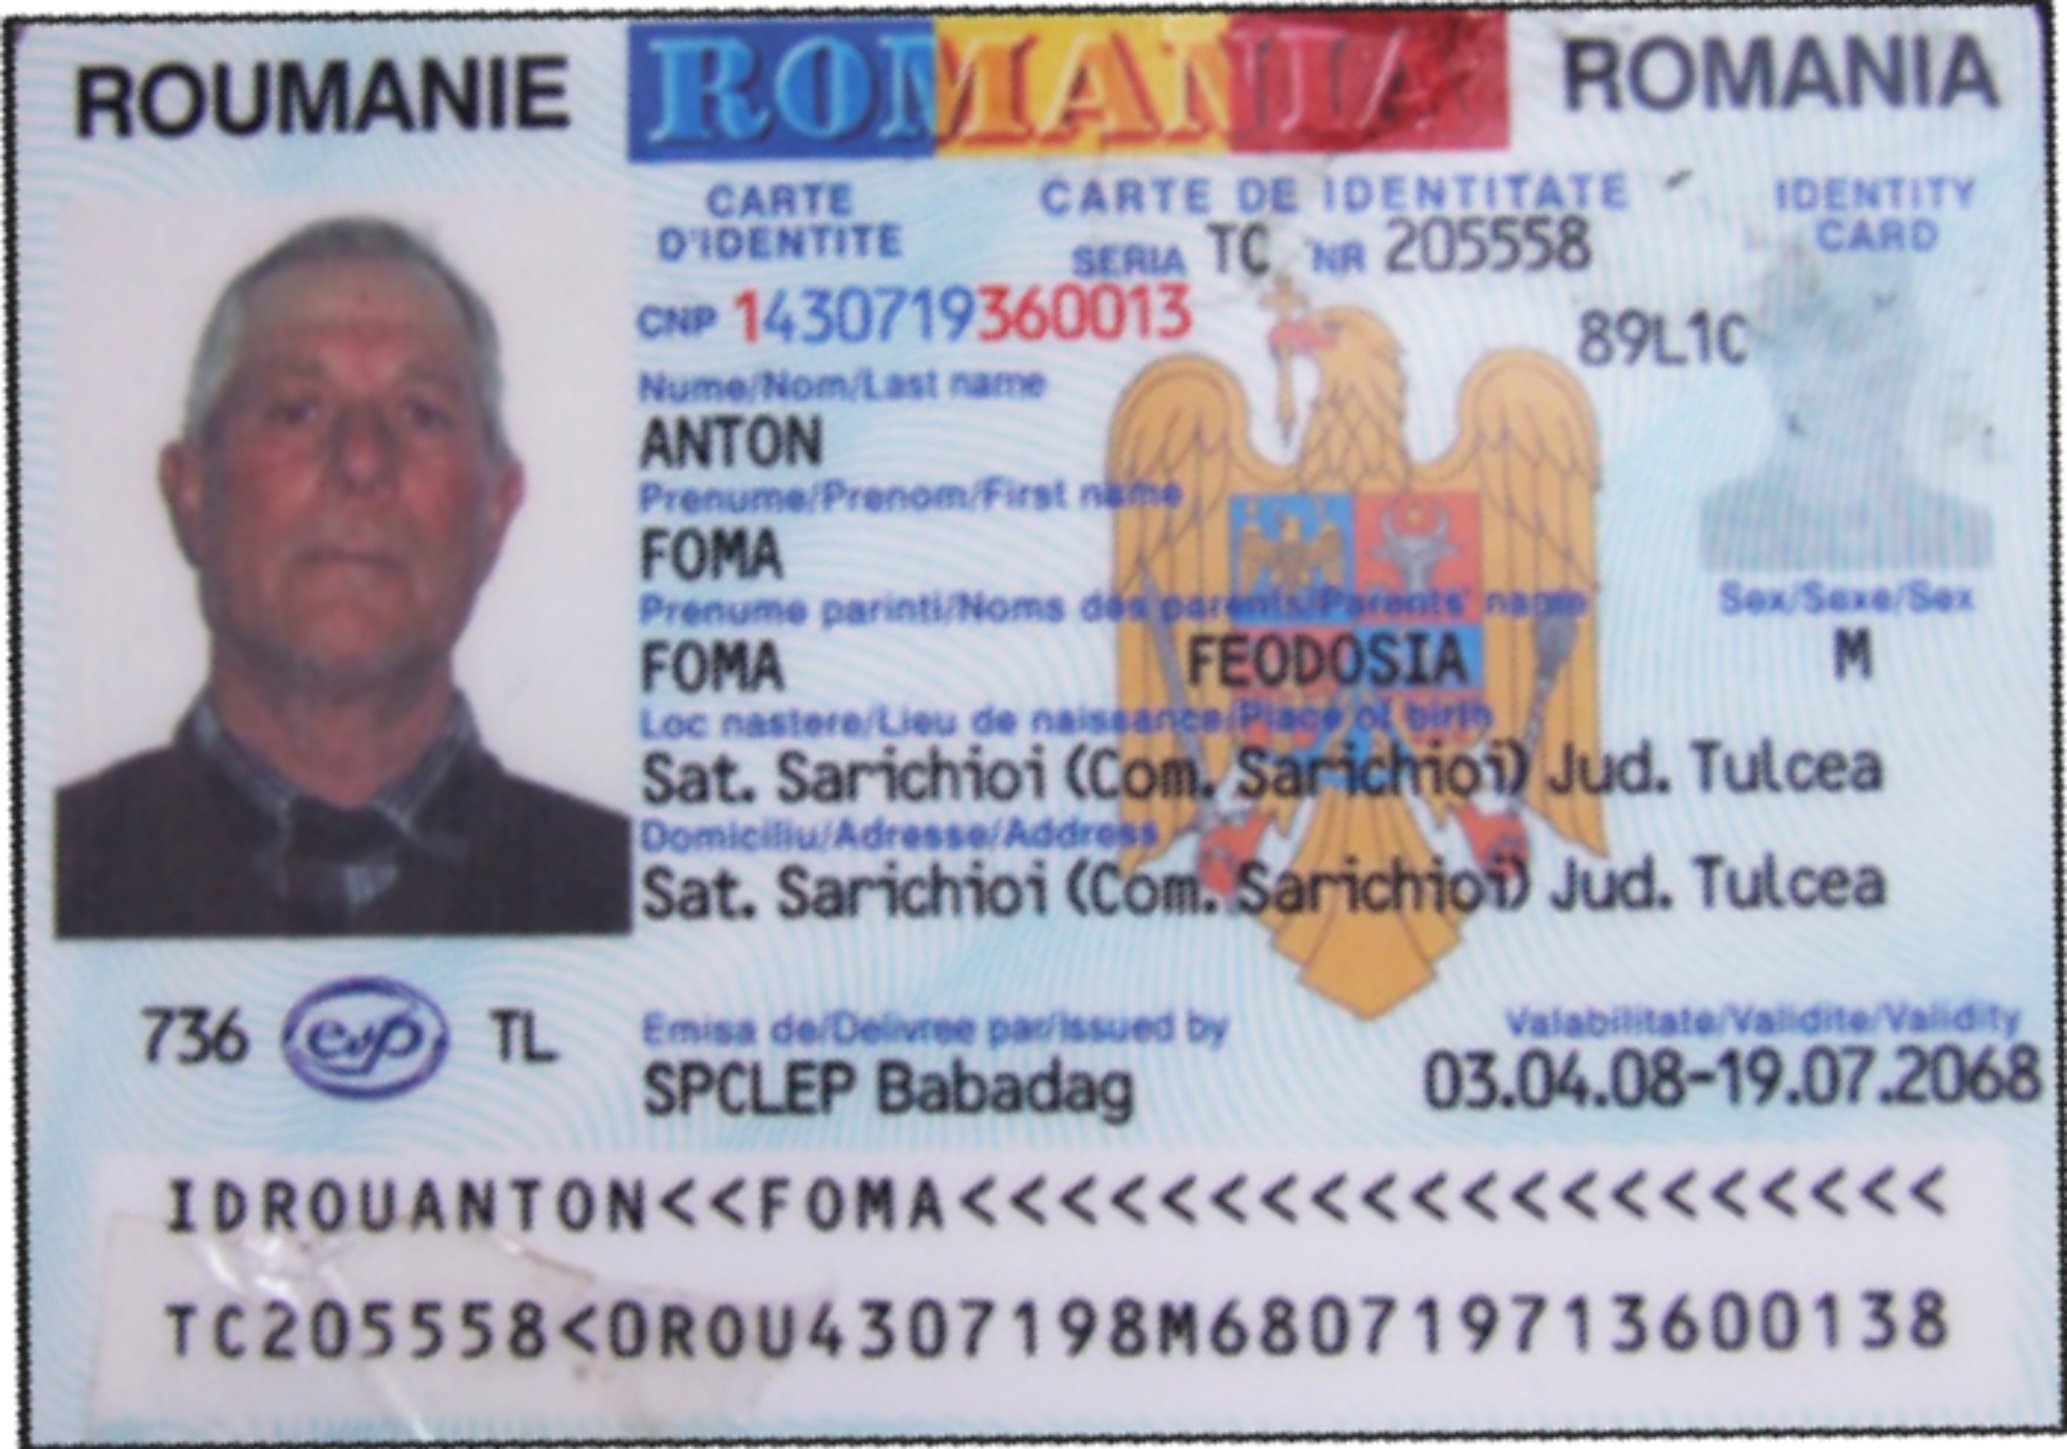 ROUMANIE ROMANIA ROMANIA
CARTE D'IDENTITE CARTE DE IDENTITATE IDENTITY CARD
SERIA TC NR 205558
CNP 1430719360013
89L1C
Nume/Nom/Last name
ANTON
Prenume/Prenom/First name
FOMA
Prenume parinti/Noms des parents/Parents' name
FOMA FEODOSIA
Sex/Sexe/Sex
M
Loc nastere/Lieu de naissance/Place of birth
Sat. Sarichioi (Com. Sarichioi) Jud. Tulcea
Domiciliu/Adresse/Address
Sat. Sarichioi (Com. Sarichioi) Jud. Tulcea
736 evp TL
Emisa de/Delivree par/Issued by
SPCLEP Babadag
Valabilitate/Validite/Validity
03.04.08-19.07.2068
IDROUANTON<<FOMA<<<<<<<<<<<<<<<<<<<<
TC205558<0ROU4307198M680719713600138